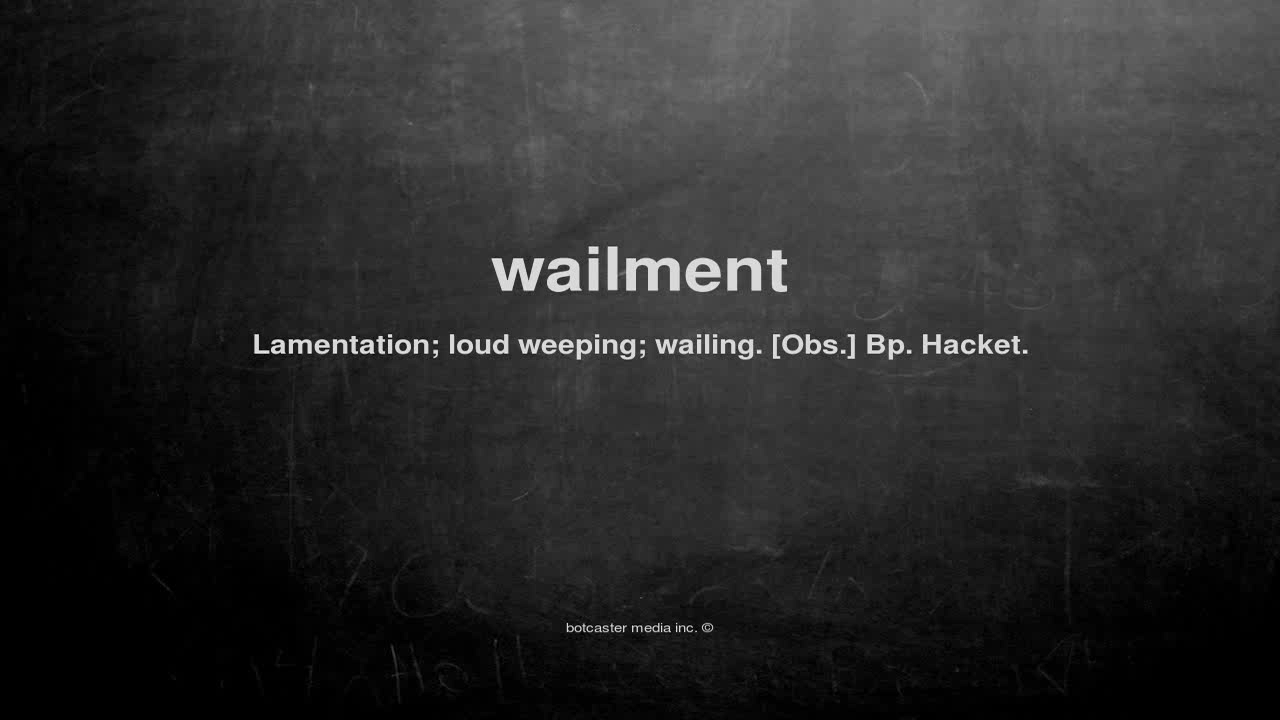 wailment
Lamentation; loud weeping; wailing. [Obs.] Bp. Hacket.
botcaster media inc. ©